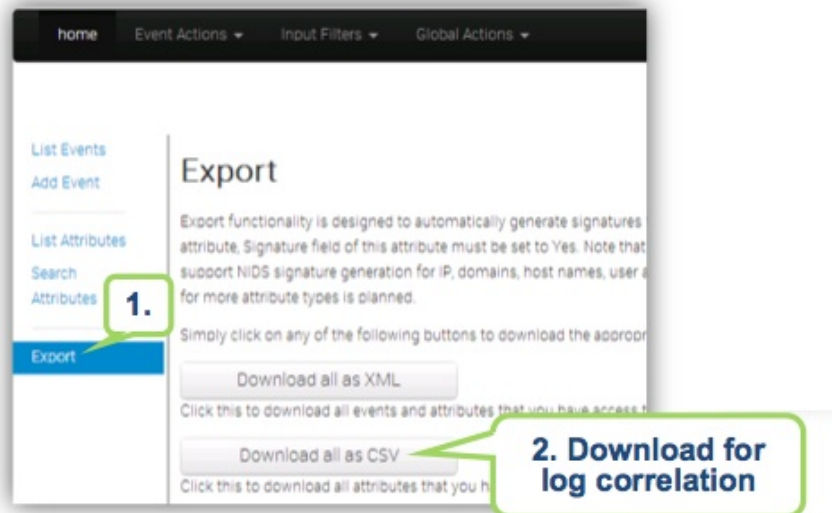 home Event Actions Input Filters Global Actions
List Events
Add Event
List Attributes
Search
Attributes
Export
1.
Export
Export functionality is designed to automatically generate signatures
attribute, Signature field of this attribute must be set to Yes. Note that
support NIDS signature generation for IP, domains, host names, user
for more attribute types is planned.
Simply click on any of the following buttons to download the
Download all as XML
Click this to download all events and attributes that you have access
Download all as CSV
Click this to download all attributes that you
2. Download for
log correlation